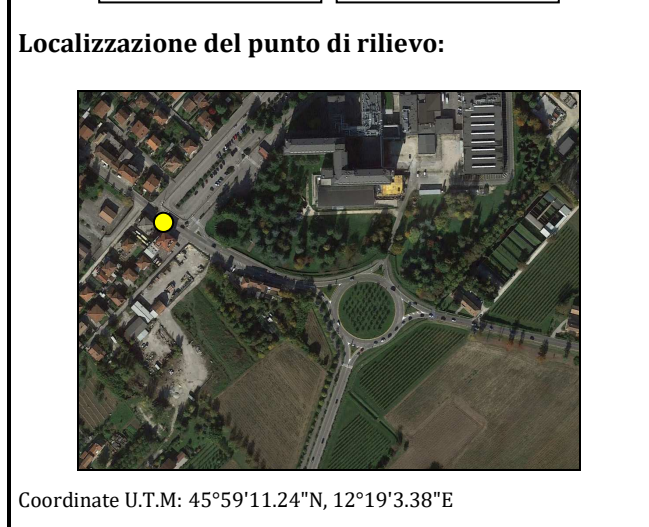 Localizzazione del punto di rilievo:
Coordinate U.T.M: 45°59'11.24"N, 12°19'3.38"E